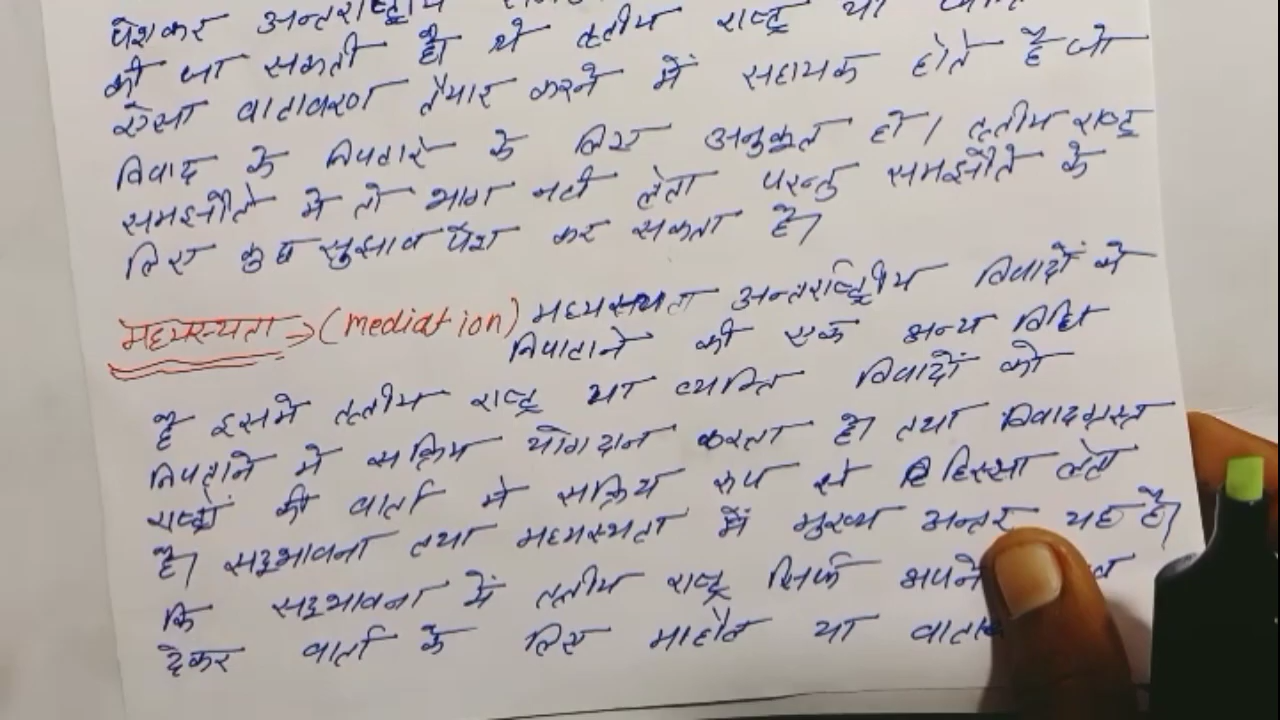 पेशकर अन्तराष्ट्रीय
की जा सकती है। ये तृतीय राष्ट्र या
ऐसा वातावरण तैयार करने में सहायक होते है जो
विवाद के निपटारे के लिए अनुकूल हो। तृतीय राष्ट्र
समझौते मे तो भाग नही लेता परन्तु समझौते के
लिए कुछ सुझाव पेश कर सकता है।
मध्यस्थता → (mediation) मध्यस्थता अन्तराष्ट्रिय विवादों मे
निपटाने की एक अन्य विधि
है इसमे तृतीय राष्ट्र या व्यक्ति विवादों को
निपटाने मे सक्रिय योगदान करता है। तथा विवादग्रस्त
राष्ट्रों की वार्ता मे सक्रिय रूप से हिस्सा लेता
है। सद्भावना तथा मध्यस्थता में मुख्य अन्तर यह है।
कि सद्भावना में तृतीय राष्ट्र सिर्फ अपने
देकर वार्ता के लिए माहौल या